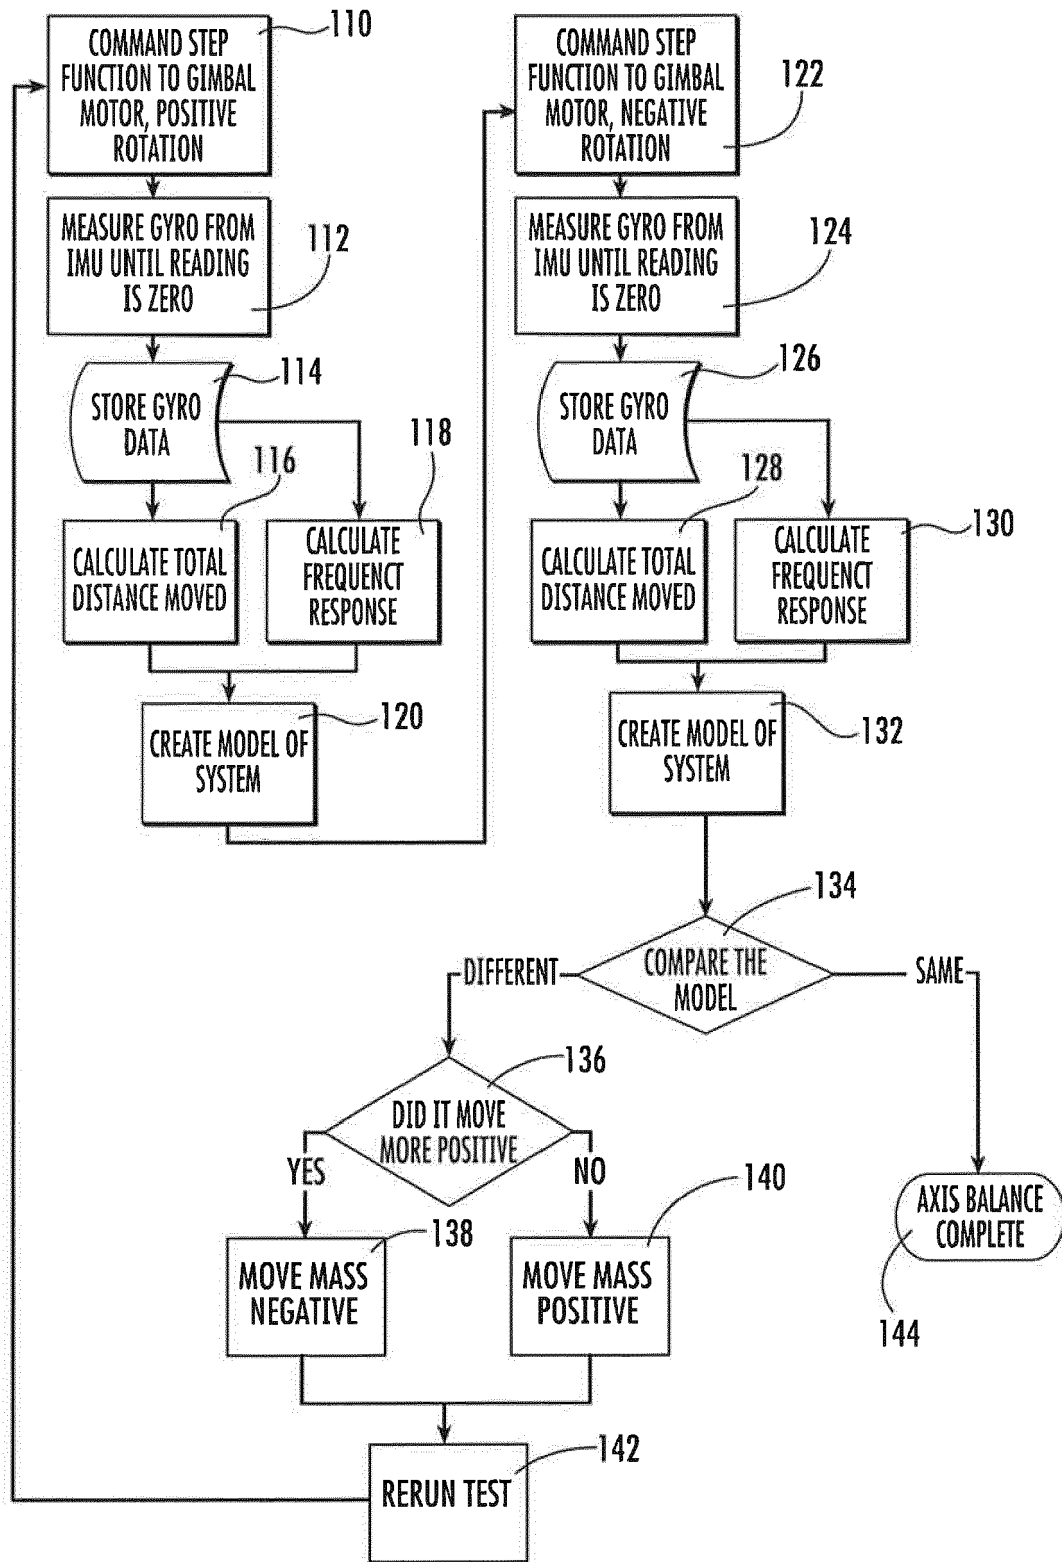 COMMAND STEP
FUNCTION TO GIMBAL
MOTOR, POSITIVE
ROTATION
110
MEASURE GYRO FROM
IMU UNTIL READING
IS ZERO
112
STORE GYRO
DATA
114
116
118
CALCULATE TOTAL
DISTANCE MOVED
CALCULATE
FREQUENCT
RESPONSE
CREATE MODEL OF
SYSTEM
120
COMMAND STEP
FUNCTION TO GIMBAL
MOTOR, NEGATIVE
ROTATION
122
MEASURE GYRO FROM
IMU UNTIL READING
IS ZERO
124
STORE GYRO
DATA
126
128
CALCULATE TOTAL
DISTANCE MOVED
CALCULATE
FREQUENCT
RESPONSE
130
CREATE MODEL OF
SYSTEM
132
134
COMPARE THE
MODEL
DIFFERENT
SAME
136
DID IT MOVE
MORE POSITIVE
YES
NO
138
MOVE MASS
NEGATIVE
140
MOVE MASS
POSITIVE
AXIS BALANCE
COMPLETE
144
142
RERUN TEST